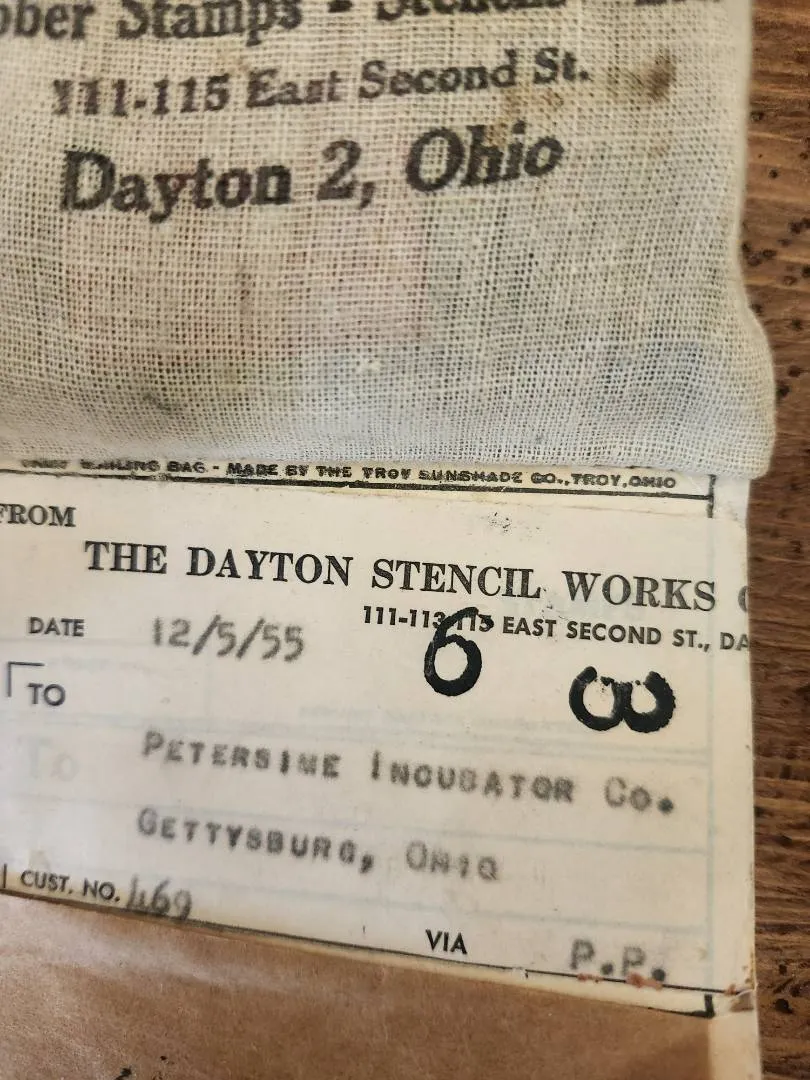 Stamps -
111-115 East Second St.
Dayton 2, Ohio
MAILING BAG - MADE BY THE TROY SUNSHADE CO., TROY, OHIO
FROM
THE DAYTON STENCIL WORKS
111-113-115 EAST SECOND ST., DA
DATE 12/5/55
6 3
TO
PETERSIME INCUBATOR CO.
GETTYSBURG, OHIO
CUST. NO. 469
VIA P.P.